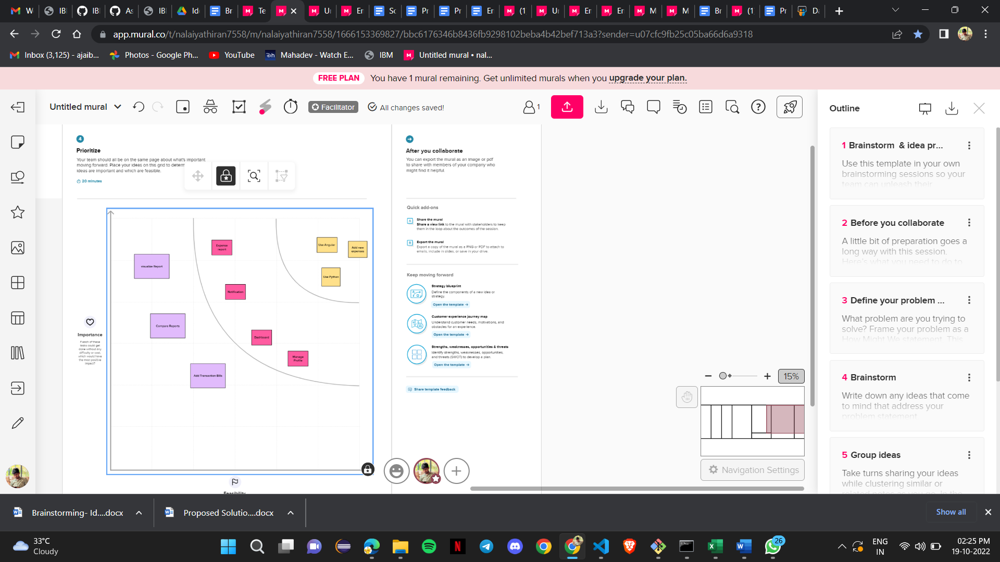 W
IBI
IBI
As
IBI
Ide
Br
Te
Ur
Er
Sc
Pr
Pr
En
(1
Ur
Er
Er
M
M
Br
(1
Pr
Da
app.mural.co/t/nalaiyathiran7558/m/nalaiyathiran7558/1666153369827/bbc6176346b8436fb9298102beba4b42bef713a3?sender=u07cfc9fb25c05ba66d6a9318
Inbox (3,125) - ajaib...
Photos - Google Ph...
YouTube
Mahadev - Watch E...
IBM
Untitled mural • nal...
FREE PLAN You have 1 mural remaining. Get unlimited murals when you upgrade your plan.
Untitled mural
Facilitator
All changes saved!
1
4
Prioritize
Your team should all be on the same page about what's important
moving forward. Place your ideas on this grid to determ
ideas are important and which are feasible.
20 minutes
Expense
report
Use Angular
Add new
expenses
visualize Report
Use Python
Notification
Compare Reports
Dashboard
Manage
Profile
Add Transaction Bills
Importance
If each of these
tasks could get
done without any
difficulty or cost,
which would have
the most positive
impact?
Feasibility
After you collaborate
You can export the mural as an image or pdf
to share with members of your company who
might find it helpful.
Quick add-ons
A
Share the mural
Share a view link to the mural with stakeholders to keep
them in the loop about the outcomes of the session.
B
Export the mural
Export a copy of the mural as a PNG or PDF to attach to
emails, include in slides, or save in your drive.
Keep moving forward
Strategy blueprint
Define the components of a new idea or
strategy.
Open the template →
Customer experience journey map
Understand customer needs, motivations, and
obstacles for an experience.
Open the template →
Strengths, weaknesses, opportunities & threats
Identify strengths, weaknesses, opportunities,
and threats (SWOT) to develop a plan.
Open the template →
Share template feedback
15%
Navigation Settings
Outline
1 Brainstorm & idea pr...
Use this template in your own
brainstorming sessions so your
team can unleash their
2 Before you collaborate
A little bit of preparation goes a
long way with this session.
Here's what you need to do to
3 Define your problem ...
What problem are you trying to
solve? Frame your problem as a
How Might We statement. This
4 Brainstorm
Write down any ideas that come
to mind that address your
problem statement.
5 Group ideas
Take turns sharing your ideas
while clustering similar or
related notes as you go. In the
Brainstorming- Id....docx
Proposed Solutio....docx
Show all
33°C
Cloudy
26
ENG
IN
02:25 PM
19-10-2022